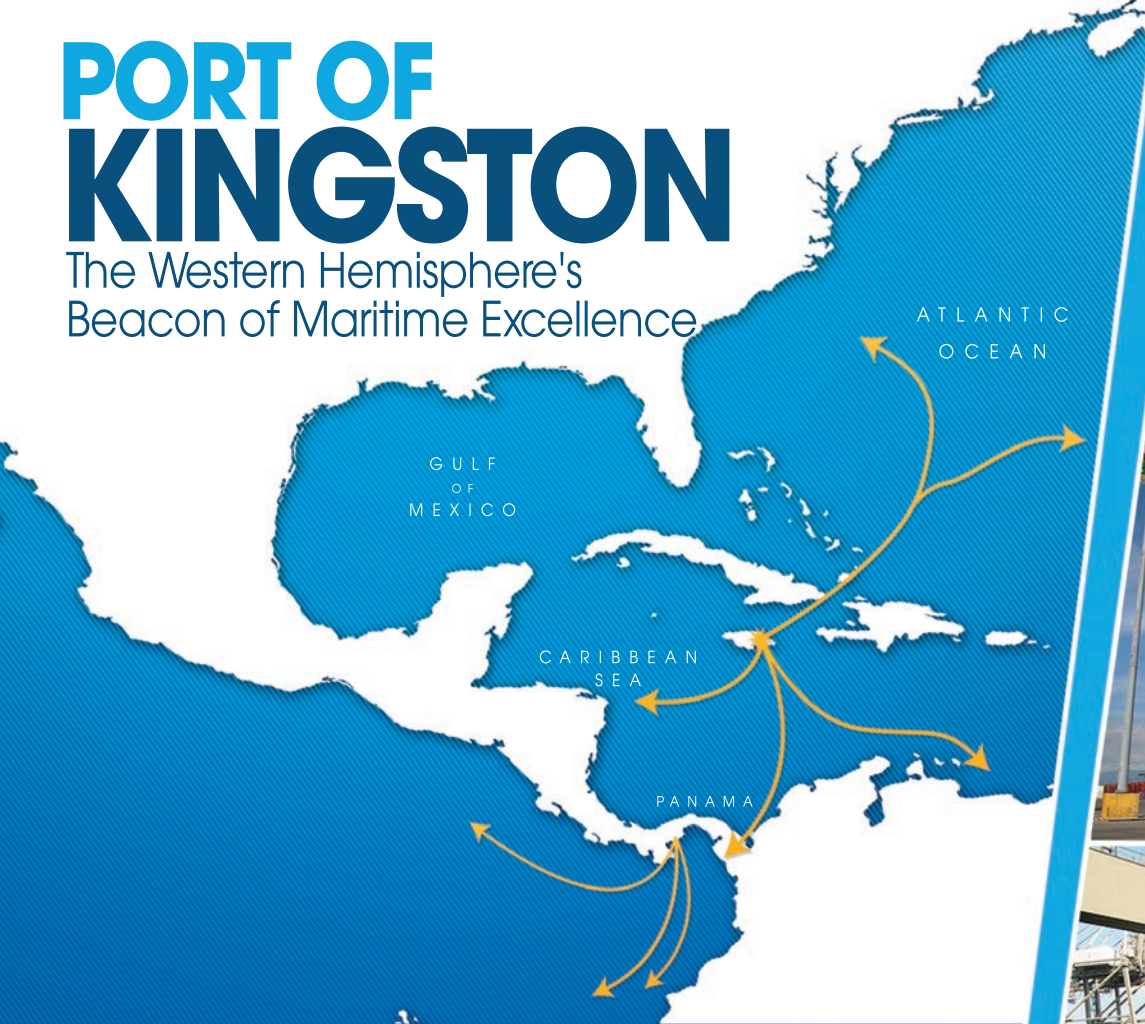 PORT OF
KINGSTON
The Western Hemisphere's
Beacon of Maritime Excellence
ATLANTIC
OCEAN
GULF
OF
MEXICO
CARIBBEAN
SEA
PANAMA